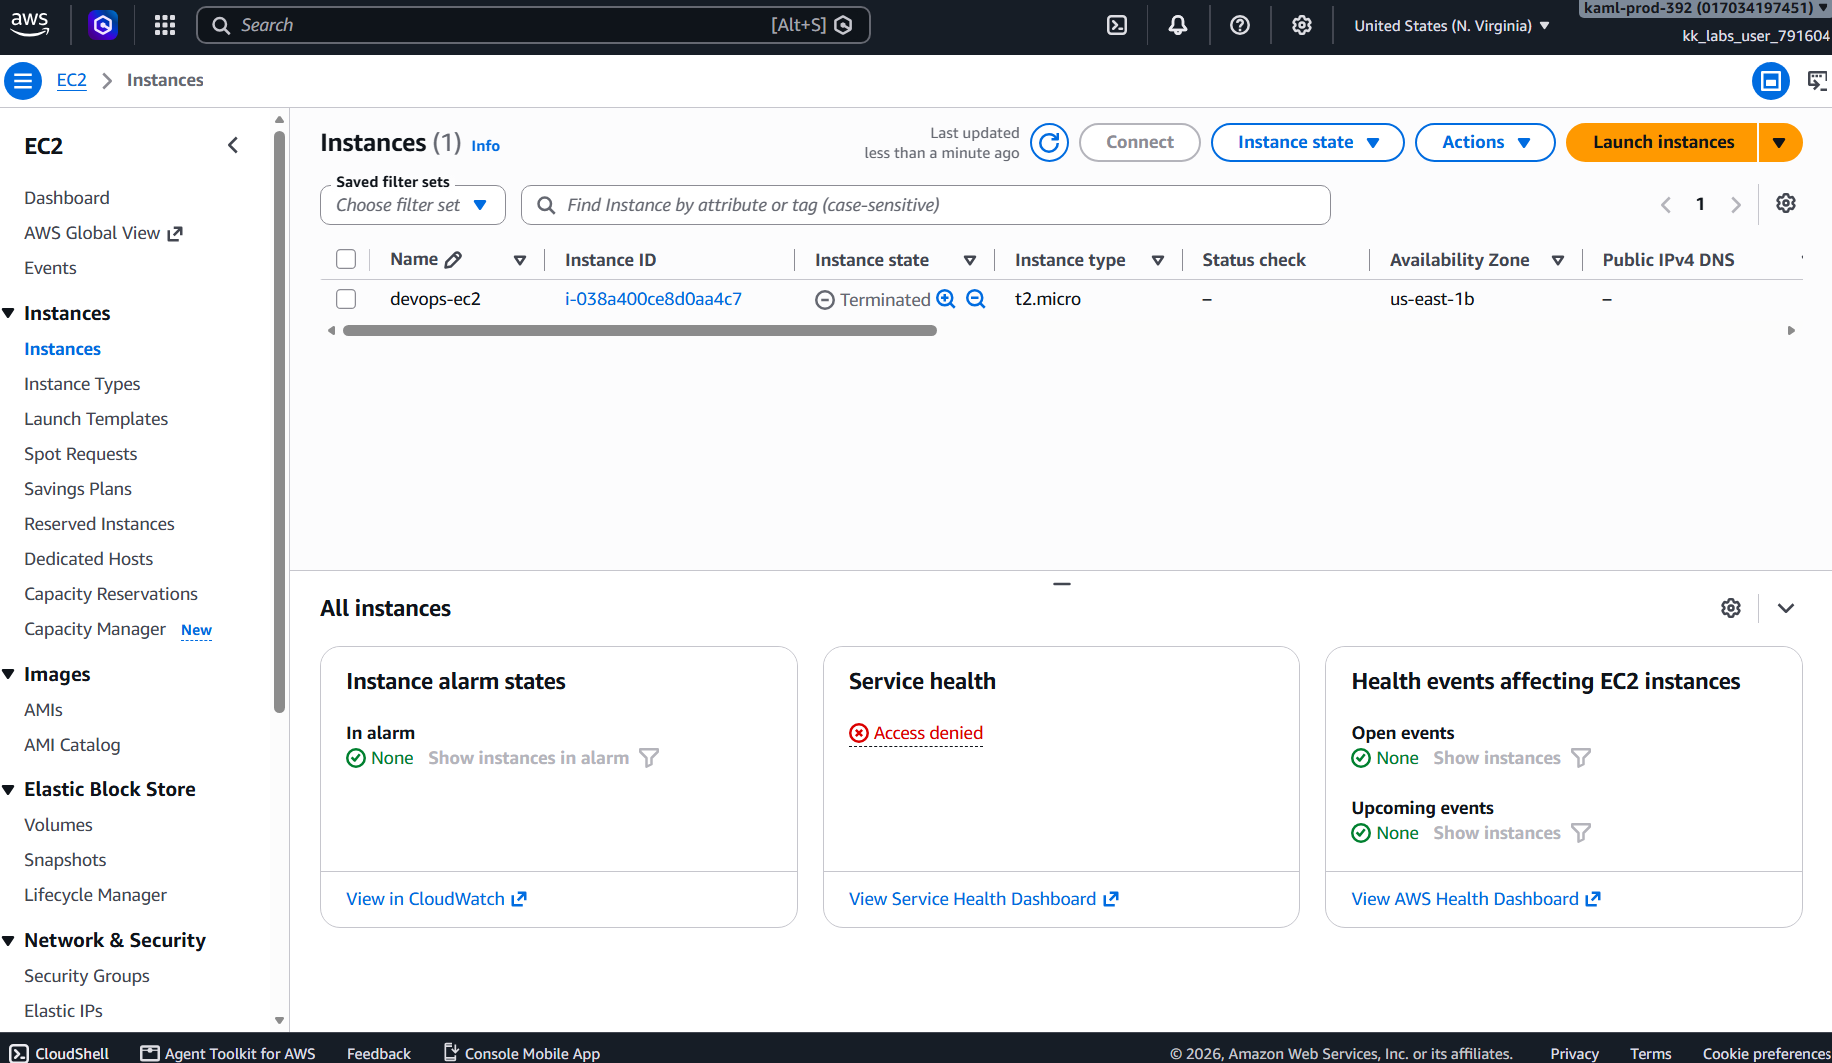 aws
Search
[Alt+S]
United States (N. Virginia)
kaml-prod-392 (017034197451)
kk_labs_user_791604
EC2
Instances
EC2
Dashboard
AWS Global View
Events
Instances
Instances
Instance Types
Launch Templates
Spot Requests
Savings Plans
Reserved Instances
Dedicated Hosts
Capacity Reservations
Capacity Manager New
Images
AMIs
AMI Catalog
Elastic Block Store
Volumes
Snapshots
Lifecycle Manager
Network & Security
Security Groups
Elastic IPs
Instances (1) Info
Last updated
less than a minute ago
Connect
Instance state
Actions
Launch instances
Saved filter sets
Choose filter set
Find Instance by attribute or tag (case-sensitive)
1
Name Instance ID Instance state Instance type Status check Availability Zone Public IPv4 DNS
devops-ec2 i-038a400ce8d0aa4c7 Terminated t2.micro – us-east-1b –
All instances
Instance alarm states
In alarm
None Show instances in alarm
View in CloudWatch
Service health
Access denied
View Service Health Dashboard
Health events affecting EC2 instances
Open events
None Show instances
Upcoming events
None Show instances
View AWS Health Dashboard
CloudShell Agent Toolkit for AWS Feedback Console Mobile App
© 2026, Amazon Web Services, Inc. or its affiliates. Privacy Terms Cookie preferences